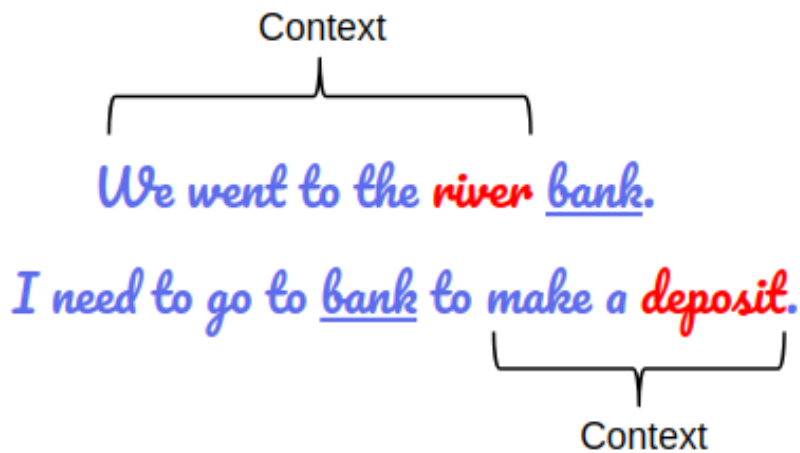 Context
We went to the river bank.
I need to go to bank to make a deposit.
Context